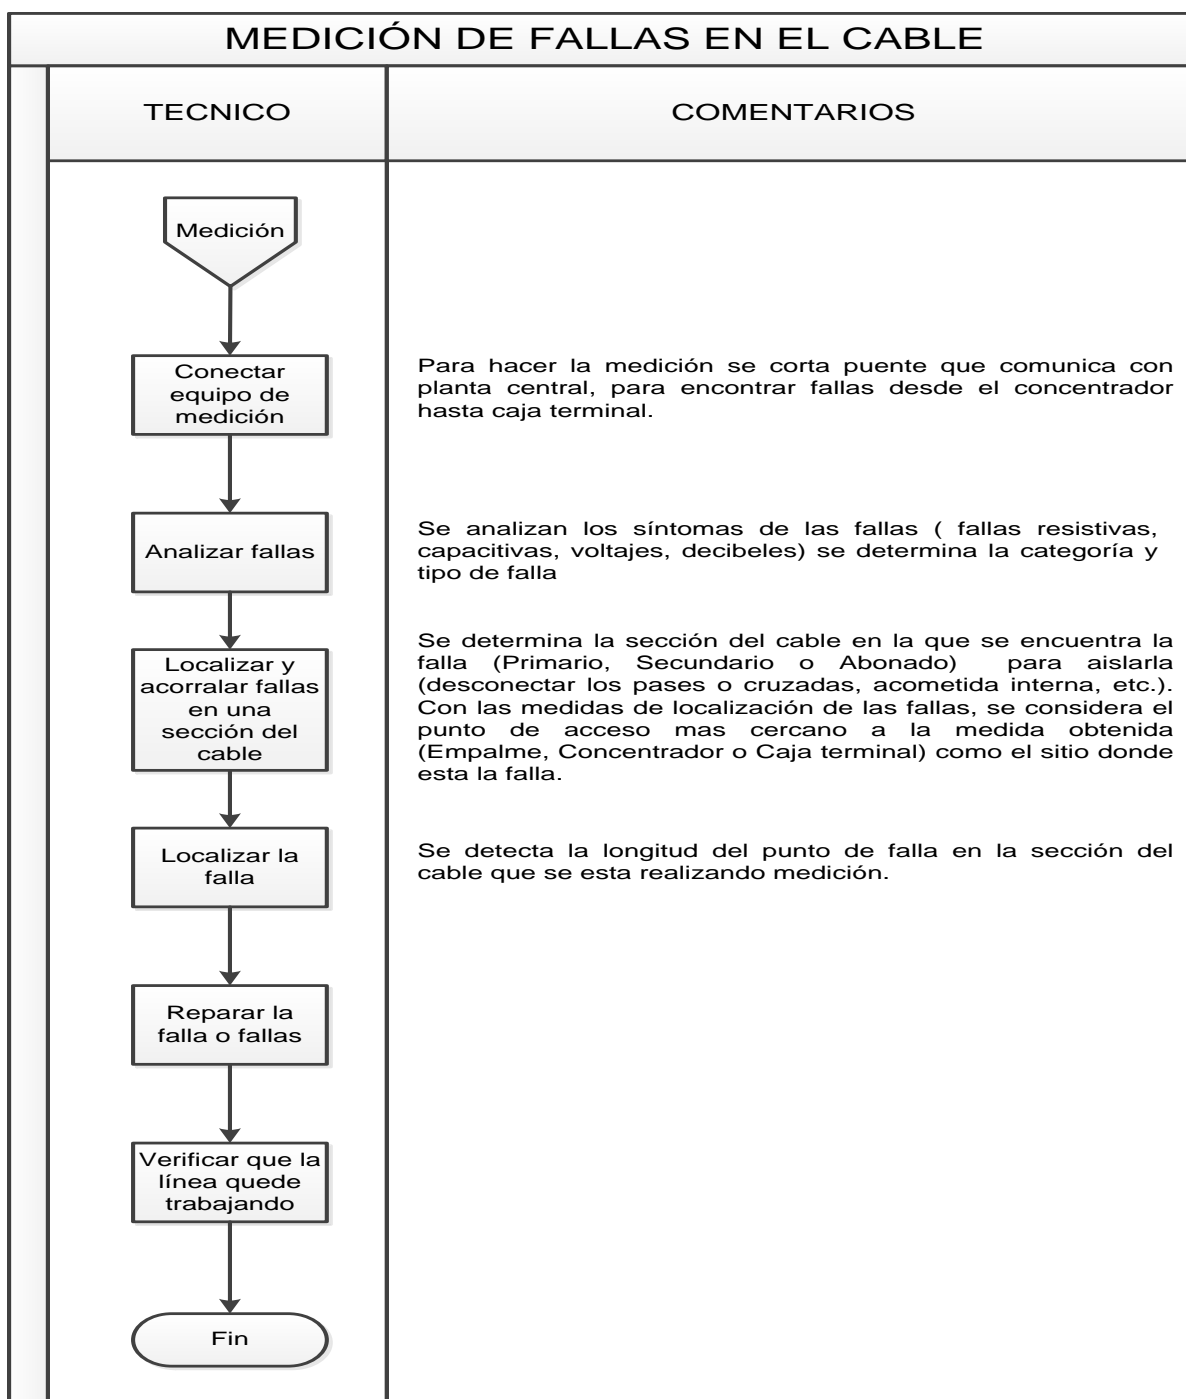 MEDICIÓN DE FALLAS EN EL CABLE
TECNICO
COMENTARIOS
Medición
Conectar
equipo de
medición
Para hacer la medición se corta puente que comunica con
planta central, para encontrar fallas desde el concentrador
hasta caja terminal.
Analizar fallas
Se analizan los síntomas de las fallas ( fallas resistivas,
capacitivas, voltajes, decibeles) se determina la categoría y
tipo de falla
Localizar y
acorralar fallas
en una
sección del
cable
Se determina la sección del cable en la que se encuentra la
falla (Primario, Secundario o Abonado) para aislarla
(desconectar los pases o cruzadas, acometida interna, etc.).
Con las medidas de localización de las fallas, se considera el
punto de acceso mas cercano a la medida obtenida
(Empalme, Concentrador o Caja terminal) como el sitio donde
esta la falla.
Localizar la
falla
Se detecta la longitud del punto de falla en la sección del
cable que se esta realizando medición.
Reparar la
falla o fallas
Verificar que la
línea quede
trabajando
Fin